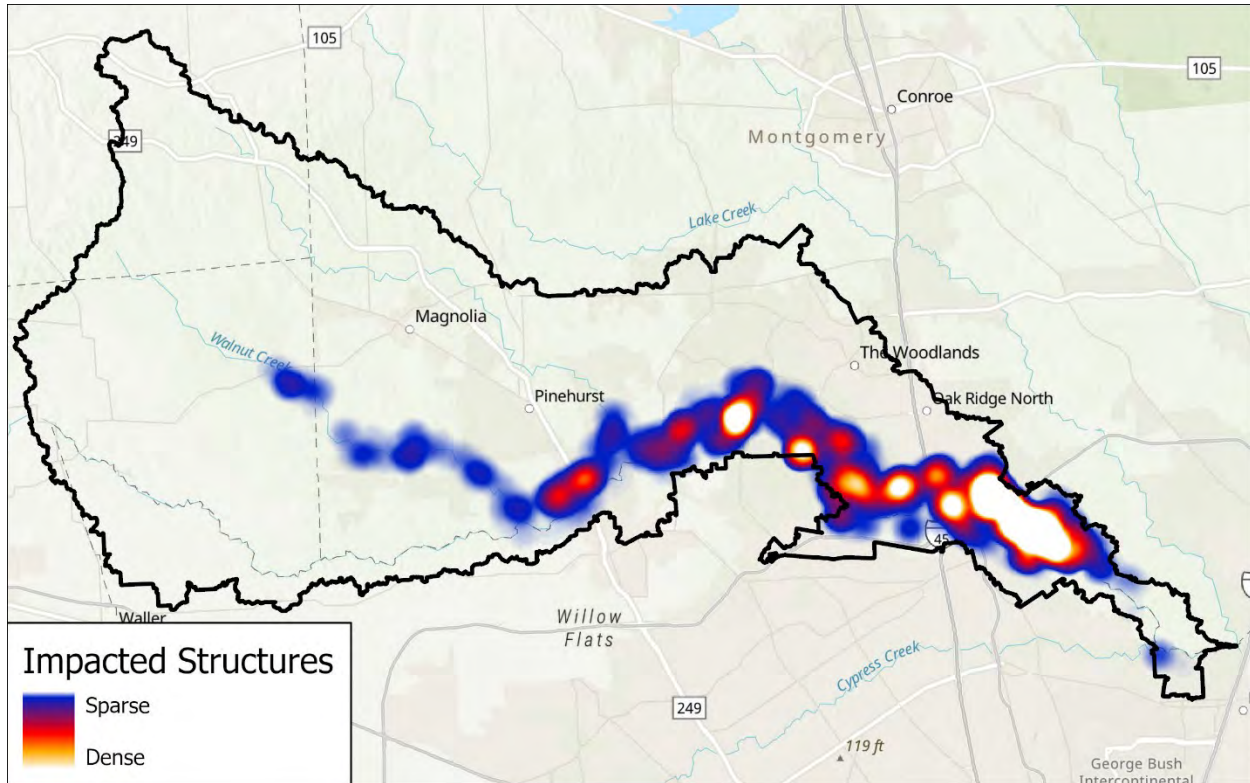 105
105
Conroe
Montgomery
249
Lake Creek
Magnolia
Walnut Creek
The Woodlands
Pinehurst
Oak Ridge North
45
Waller
Willow
Flats
Cypress Creek
249
119 ft
George Bush
Intercontinental
Impacted Structures
Sparse
Dense